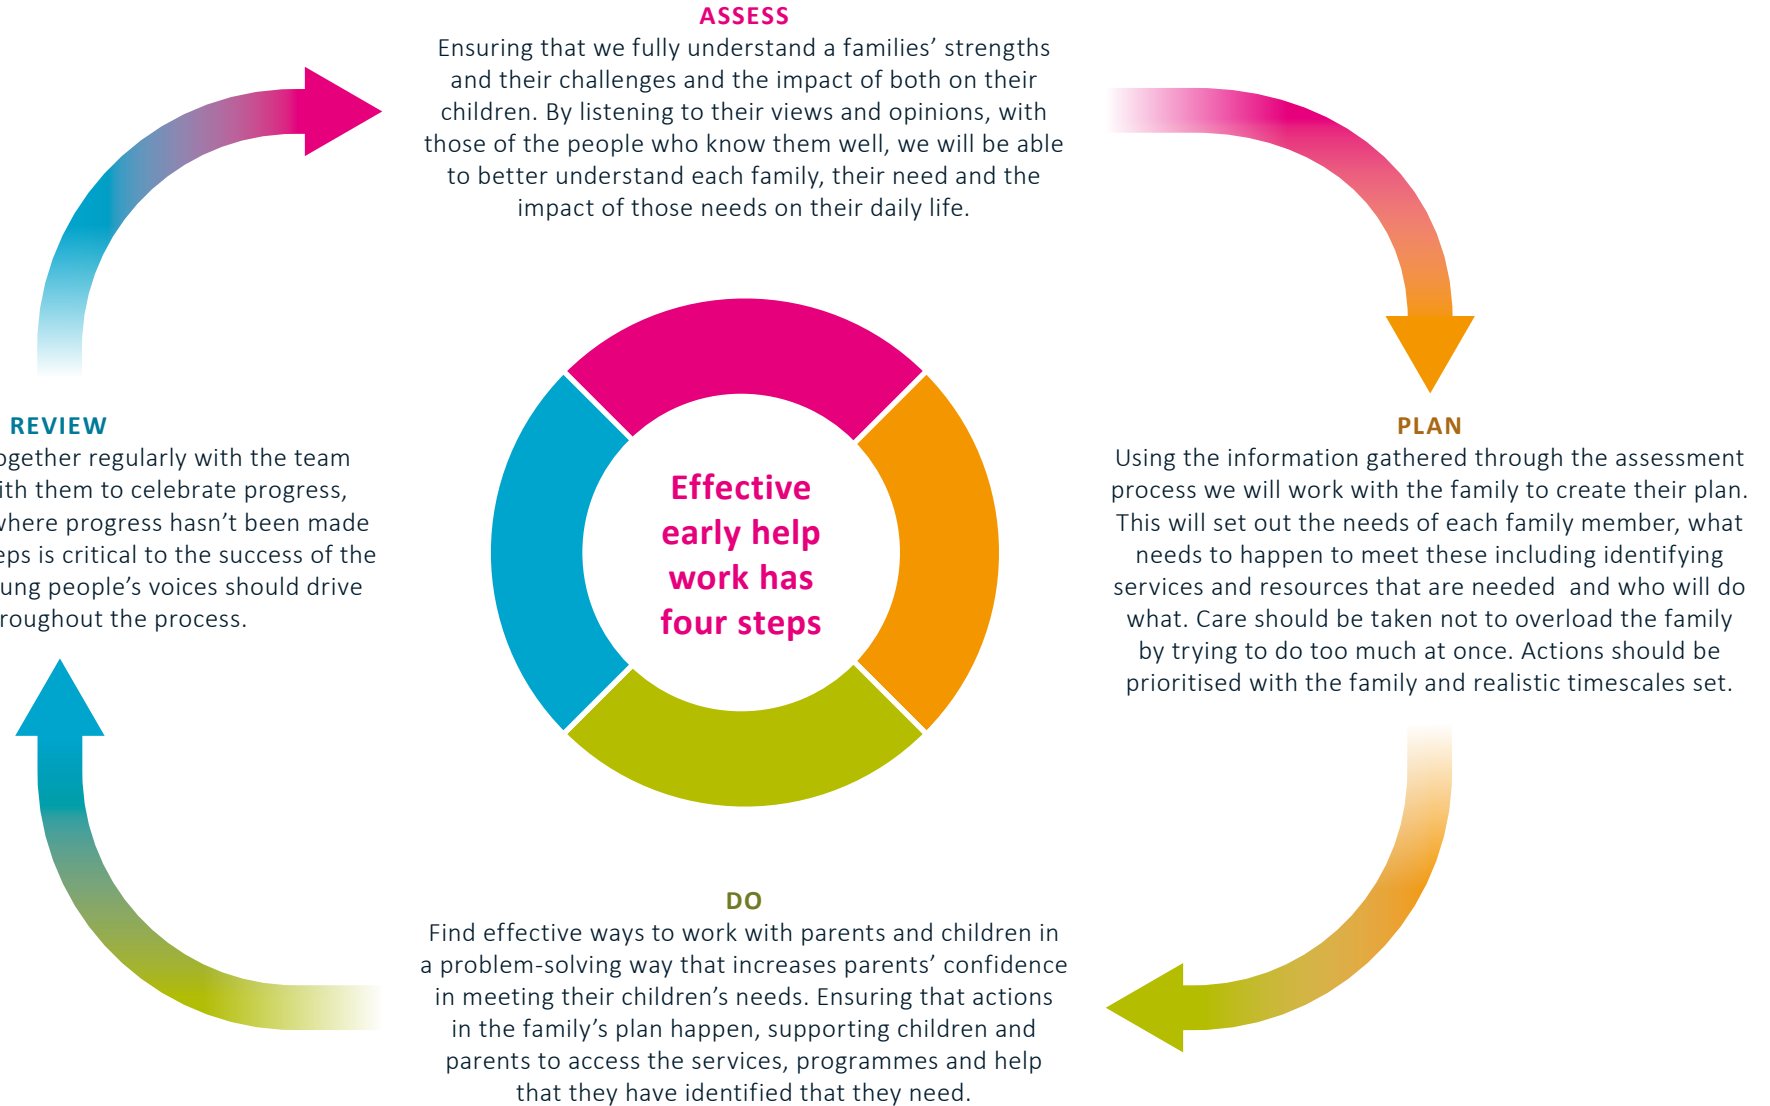 ASSESS
Ensuring that we fully understand a families’ strengths
and their challenges and the impact of both on their
children. By listening to their views and opinions, with
those of the people who know them well, we will be able
to better understand each family, their need and the
impact of those needs on their daily life.
PLAN
Using the information gathered through the assessment
process we will work with the family to create their plan.
This will set out the needs of each family member, what
needs to happen to meet these including identifying
services and resources that are needed  and who will do
what. Care should be taken not to overload the family
by trying to do too much at once. Actions should be
prioritised with the family and realistic timescales set.
DO
Find effective ways to work with parents and children in
a problem-solving way that increases parents’ confidence
in meeting their children’s needs. Ensuring that actions
in the family’s plan happen, supporting children and
parents to access the services, programmes and help
that they have identified that they need.
REVIEW
regularly with the team
them to celebrate progress,
where progress hasn’t been made
is critical to the success of the
people’s voices should drive
the process.
Effective
early help
work has
four steps